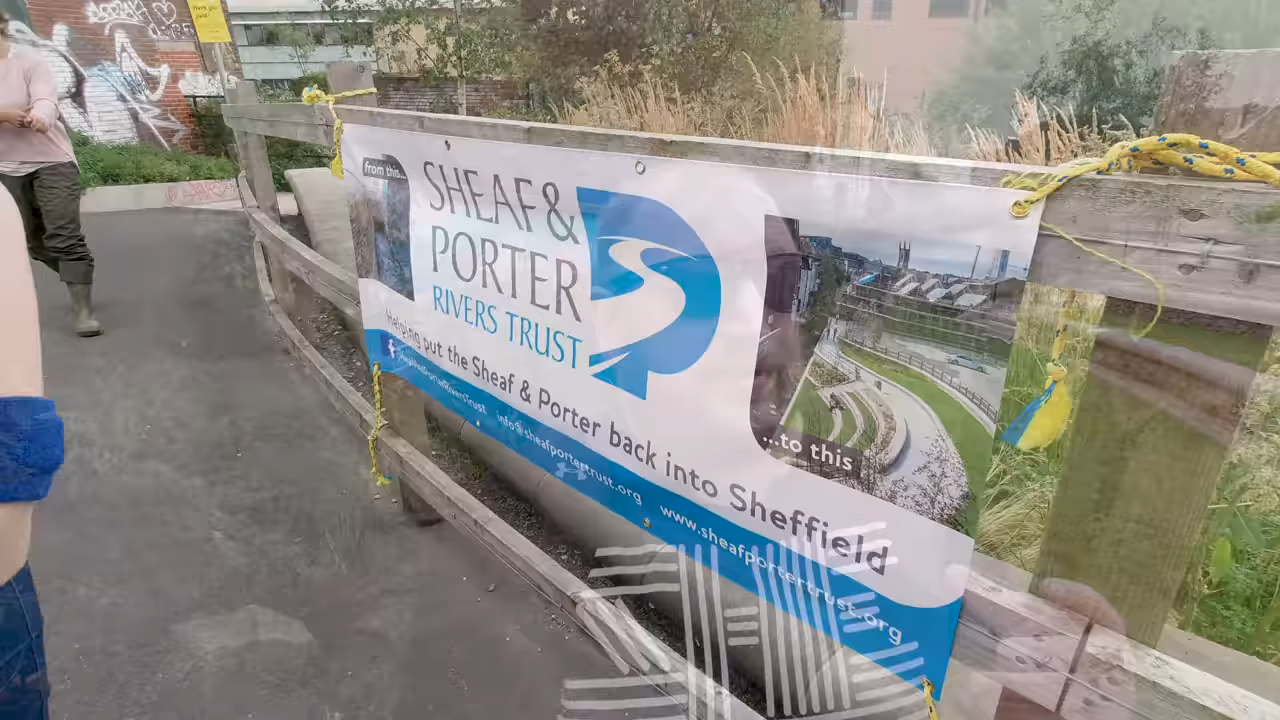 from this...
SHEAF &
PORTER
RIVERS TRUST
Helping put the Sheaf & Porter back into Sheffield
info@sheafportertrust.org
www.sheafportertrust.org
...to this